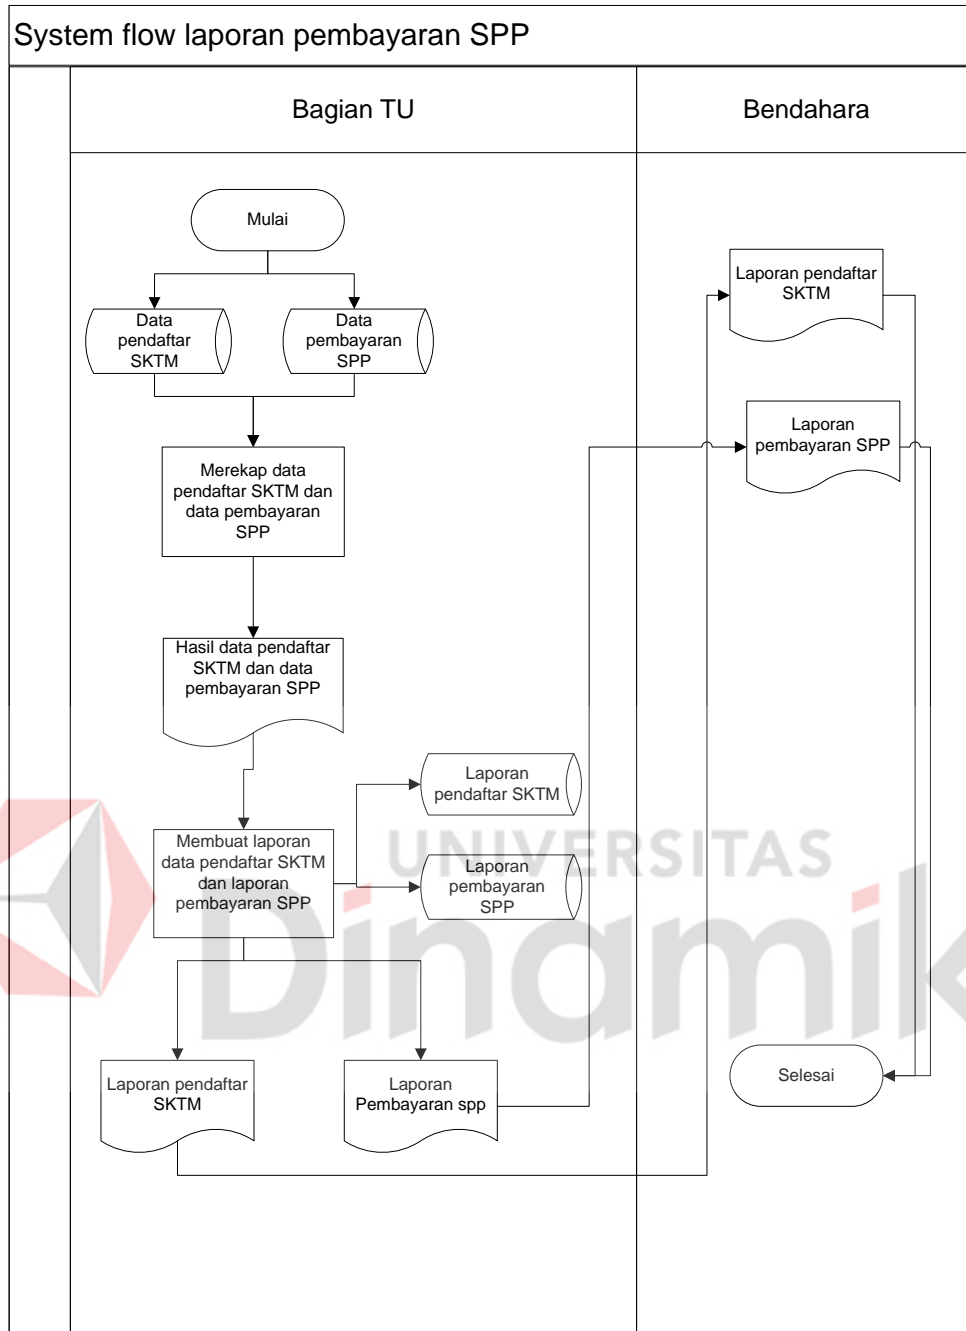 System flow laporan pembayaran SPP
Bagian TU
Bendahara
Mulai
Data
pendaftar
SKTM
Data
pembayaran
SPP
Merekap data
pendaftar SKTM dan
data pembayaran
SPP
Hasil data pendaftar
SKTM dan data
pembayaran SPP
Laporan
pendaftar SKTM
Membuat laporan
data pendaftar SKTM
dan laporan
pembayaran SPP
Laporan
pembayaran
SPP
Laporan pendaftar
SKTM
Laporan
Pembayaran spp
Laporan pendaftar
SKTM
Laporan
pembayaran SPP
Selesai
UNIVERSITAS
Dinamik